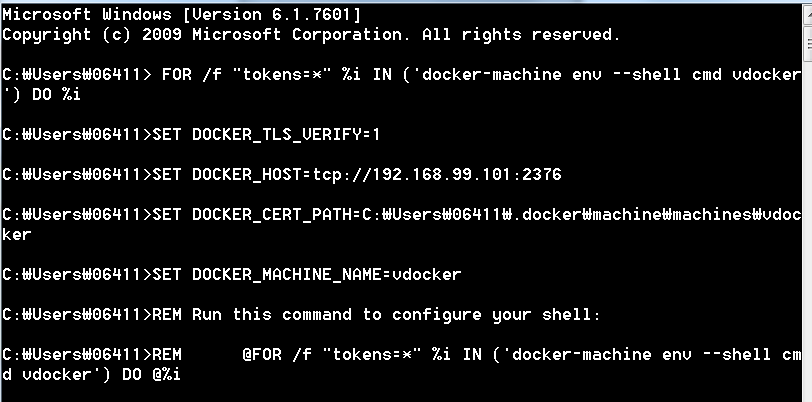 Microsoft Windows [Version 6.1.7601]
Copyright (c) 2009 Microsoft Corporation. All rights reserved.
C:₩Users₩06411> FOR /f "tokens=*" %i IN ('docker-machine env --shell cmd vdocker
') DO %i
C:₩Users₩06411>SET DOCKER_TLS_VERIFY=1
C:₩Users₩06411>SET DOCKER_HOST=tcp://192.168.99.101:2376
C:₩Users₩06411>SET DOCKER_CERT_PATH=C:₩Users₩06411₩.docker₩machine₩machines₩vdoc
ker
C:₩Users₩06411>SET DOCKER_MACHINE_NAME=vdocker
C:₩Users₩06411>REM Run this command to configure your shell:
C:₩Users₩06411>REM      @FOR /f "tokens=*" %i IN ('docker-machine env --shell cm
d vdocker') DO @%i